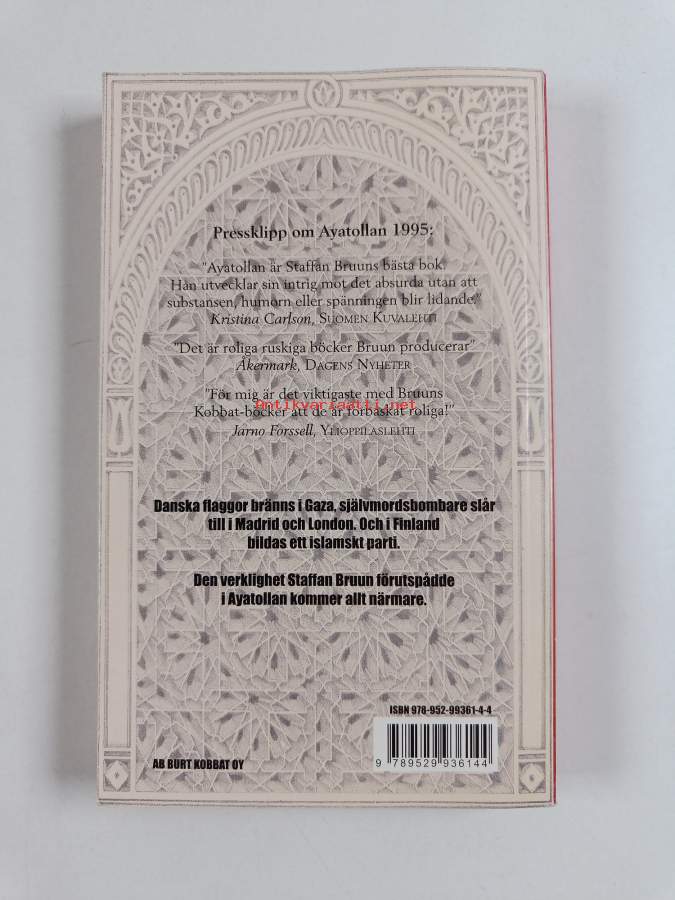 Pressklipp om Ayatollan 1995:
"Ayatollan är Staffan Bruuns bästa bok.
Han utvecklar sin intrig mot det absurda utan att
substansen, humorn eller spänningen blir lidande."
Kristina Carlson, SUOMEN KUVALEHTI
"Det är roliga ruskiga böcker Bruun producerar"
Åkermark, DAGENS NYHETER
"För mig är det viktigaste med Bruuns
Antikvariaatti.net
Kobbat-böcker att de är förbaskat roliga!"
Jarno Forssell, YLIOPPILASLEHTI
Danska flaggor bränns i Gaza, självmordsbombare slår
till i Madrid och London. Och i Finland
bildas ett islamskt parti.
Den verklighet Staffan Bruun förutspådde
i Ayatollan kommer allt närmare.
ISBN 978-952-99361-4-4
AB BURT KOBBAT OY
9 789529 936144